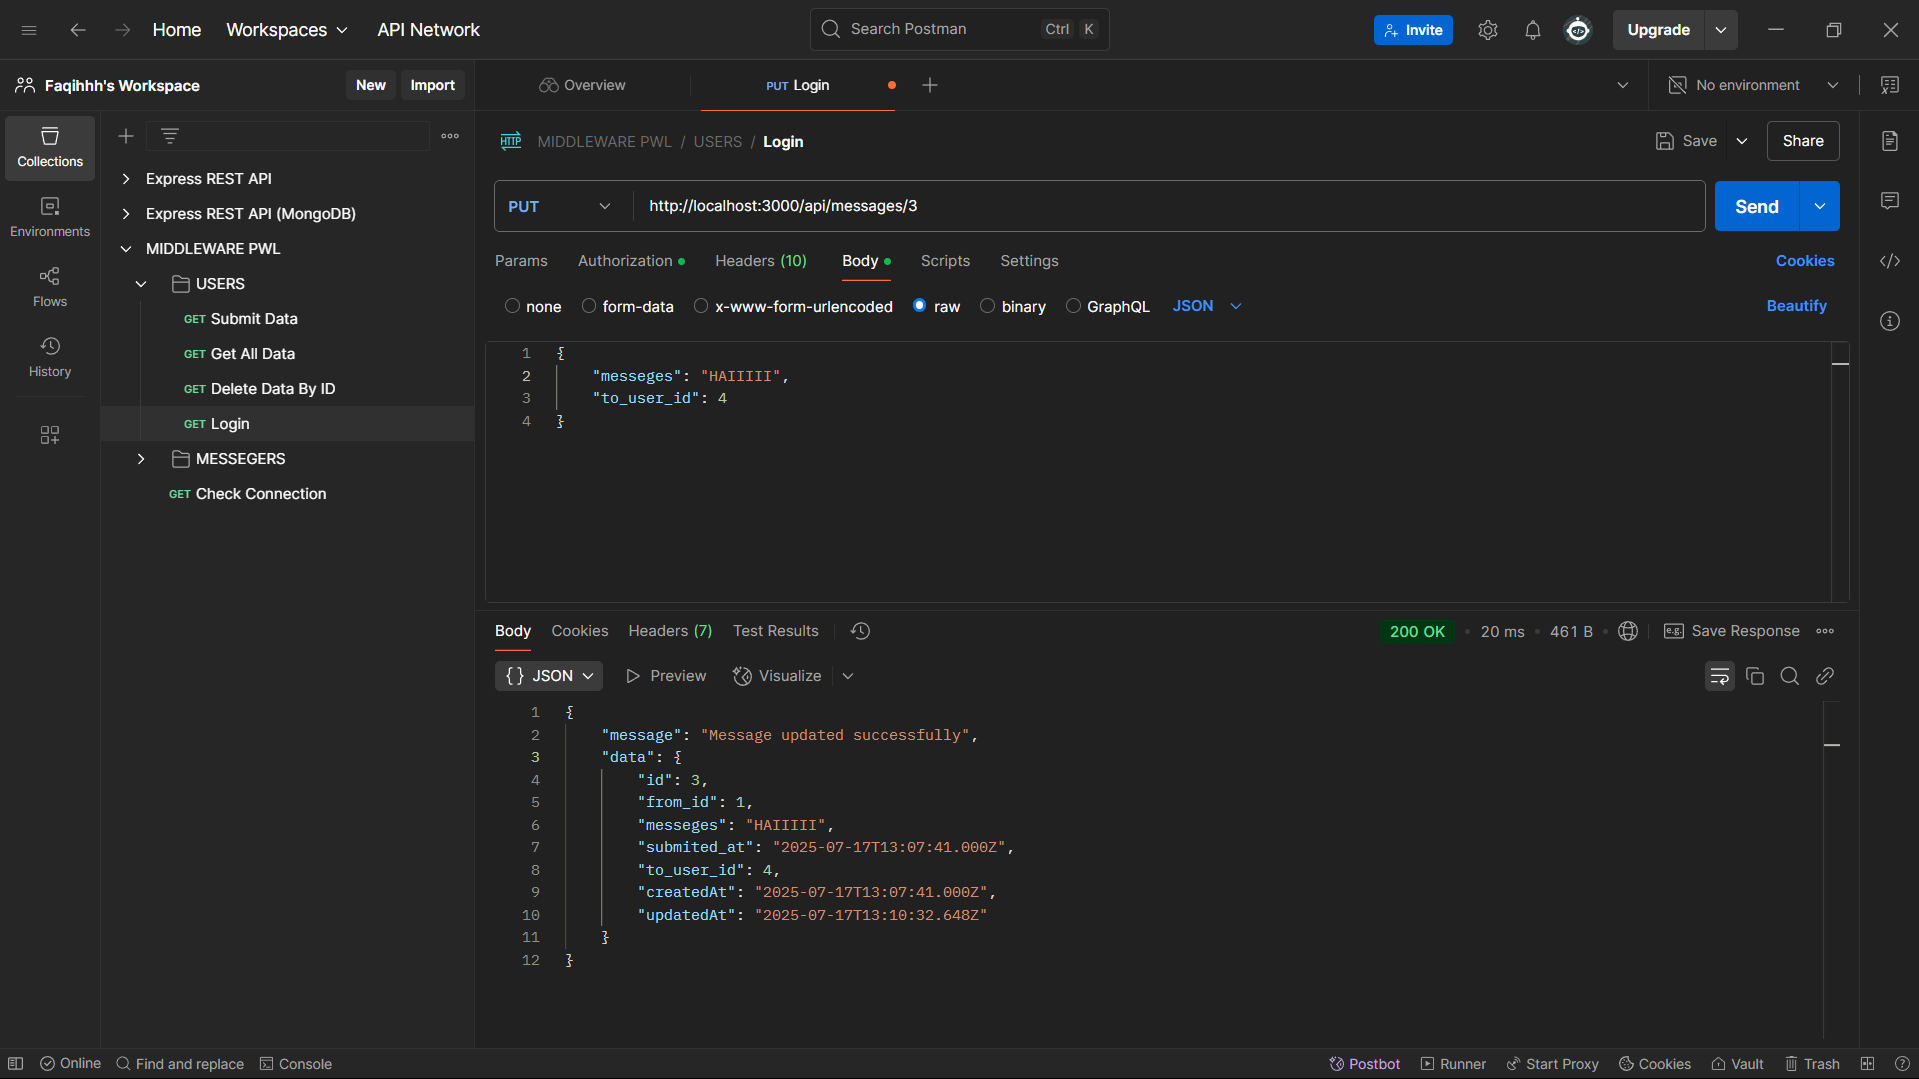 Home Workspaces API Network Search Postman Ctrl K Invite Upgrade
Faqihhh's Workspace New Import Overview PUT Login No environment
Collections
Environments
Flows
History
Express REST API
Express REST API (MongoDB)
MIDDLEWARE PWL
USERS
GET Submit Data
GET Get All Data
GET Delete Data By ID
GET Login
MESSEGERS
GET Check Connection
HTTP MIDDLEWARE PWL / USERS / Login Save Share
PUT http://localhost:3000/api/messages/3 Send
Params Authorization Headers (10) Body Scripts Settings Cookies
none form-data x-www-form-urlencoded raw binary GraphQL JSON Beautify
1 {
2 "messeges": "HAIIIII",
3 "to_user_id": 4
4 }
Body Cookies Headers (7) Test Results 200 OK • 20 ms • 461 B • e.g. Save Response
{} JSON Preview Visualize
1 {
2 "message": "Message updated successfully",
3 "data": {
4 "id": 3,
5 "from_id": 1,
6 "messeges": "HAIIIII",
7 "submited_at": "2025-07-17T13:07:41.000Z",
8 "to_user_id": 4,
9 "createdAt": "2025-07-17T13:07:41.000Z",
10 "updatedAt": "2025-07-17T13:10:32.648Z"
11 }
12 }
Online Find and replace Console Postbot Runner Start Proxy Cookies Vault Trash